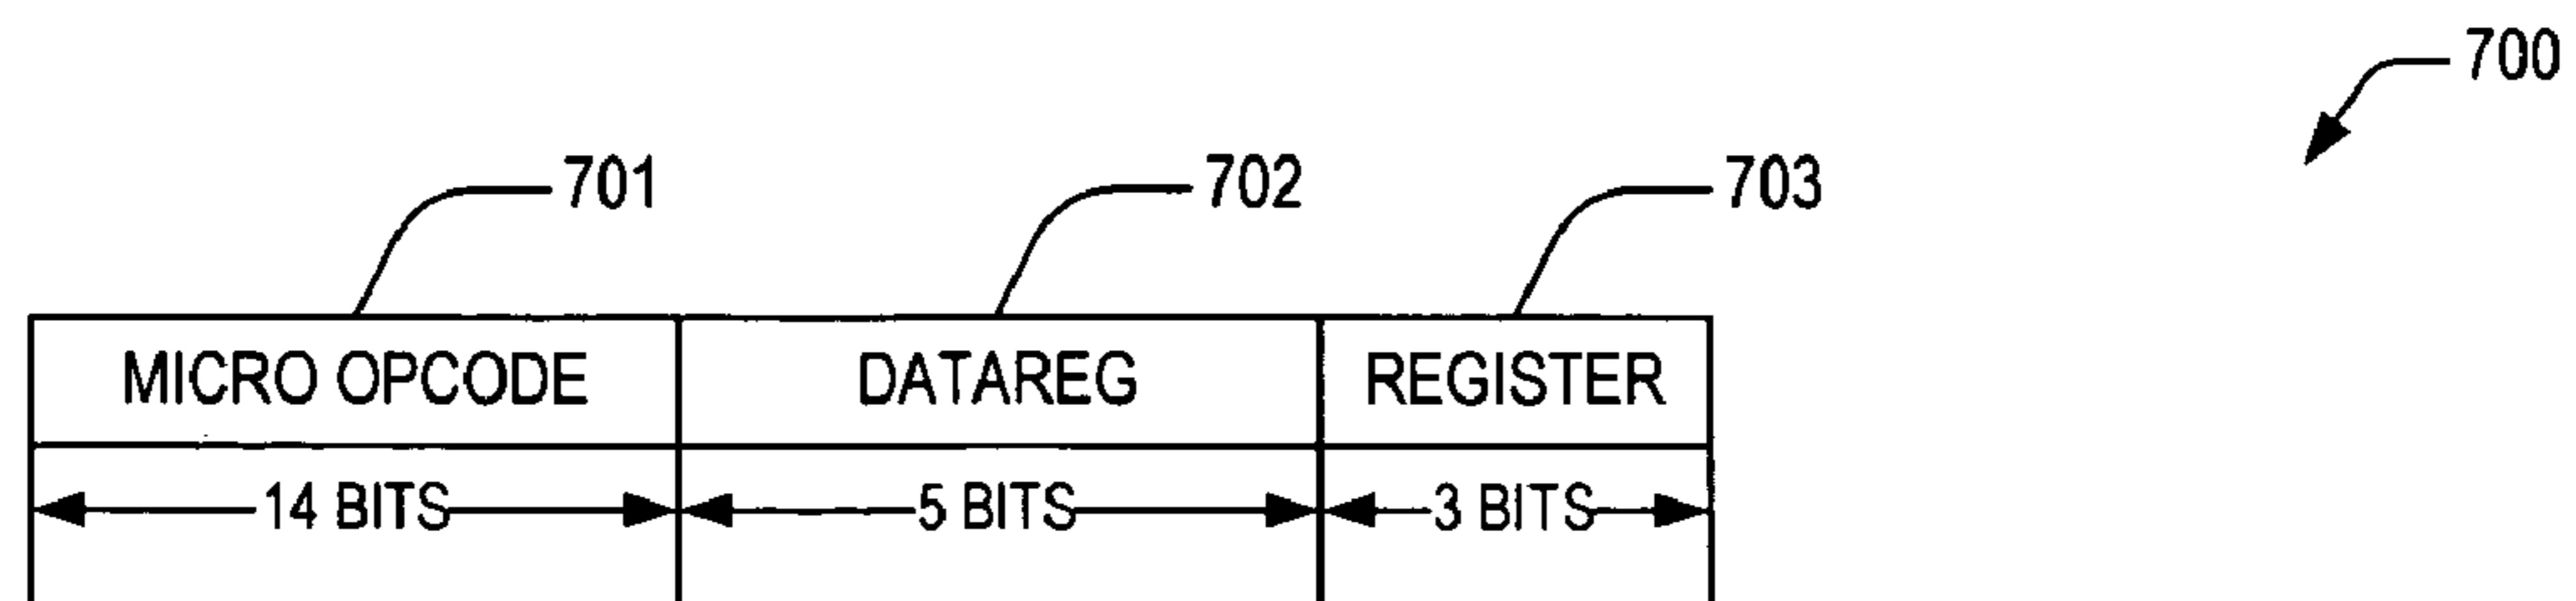 700
701 702 703
MICRO OPCODE DATAREG REGISTER
14 BITS 5 BITS 3 BITS